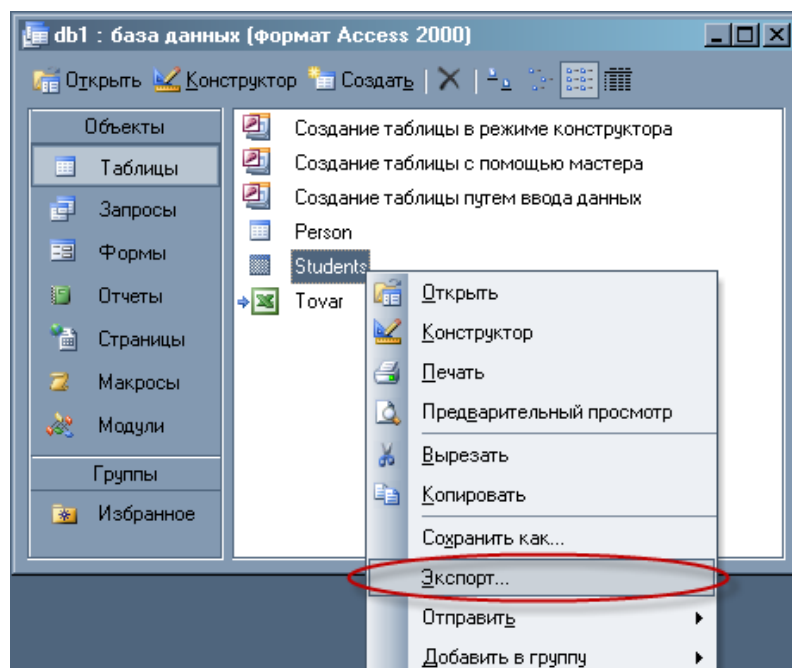 db1 : база данных (формат Access 2000)
Открыть Конструктор Создать
Объекты
Таблицы
Запросы
Формы
Отчеты
Страницы
Макросы
Модули
Группы
Избранное
Создание таблицы в режиме конструктора
Создание таблицы с помощью мастера
Создание таблицы путем ввода данных
Person
Students
Tovar
Открыть
Конструктор
Печать
Предварительный просмотр
Вырезать
Копировать
Сохранить как...
Экспорт...
Отправить
Добавить в группу